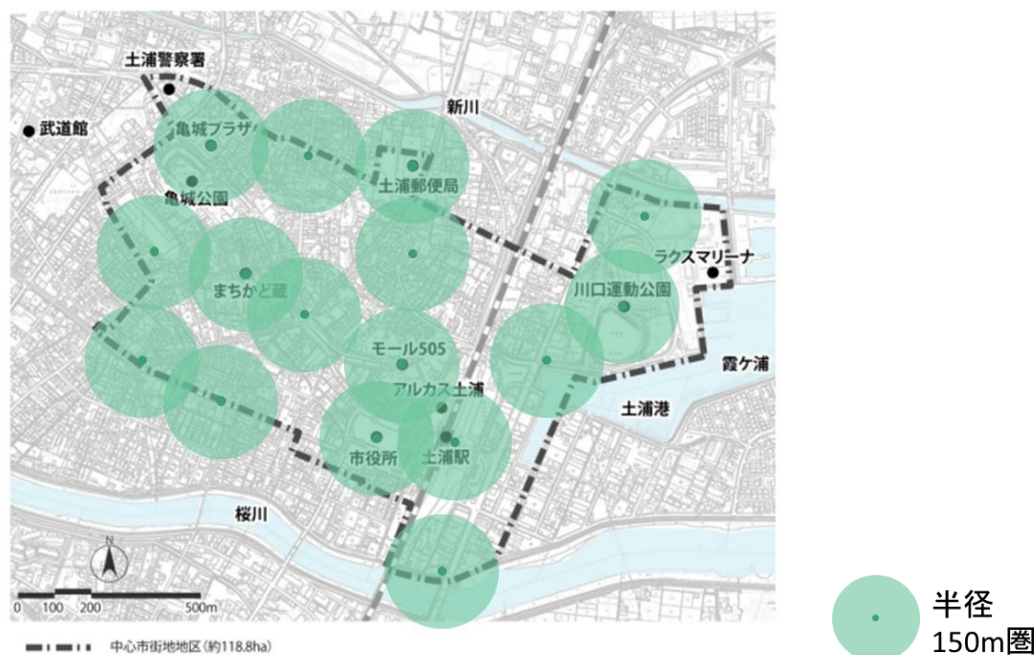 土浦警察署
新川
武道館
亀城プラザ
土浦郵便局
亀城公園
ラクスマリーナ
まちかど蔵
川口運動公園
モール505
霞ケ浦
アルカス土浦
土浦港
市役所
土浦駅
桜川
N
0 100 200 500m
中心市街地地区(約118.8ha)
半径
150m圏